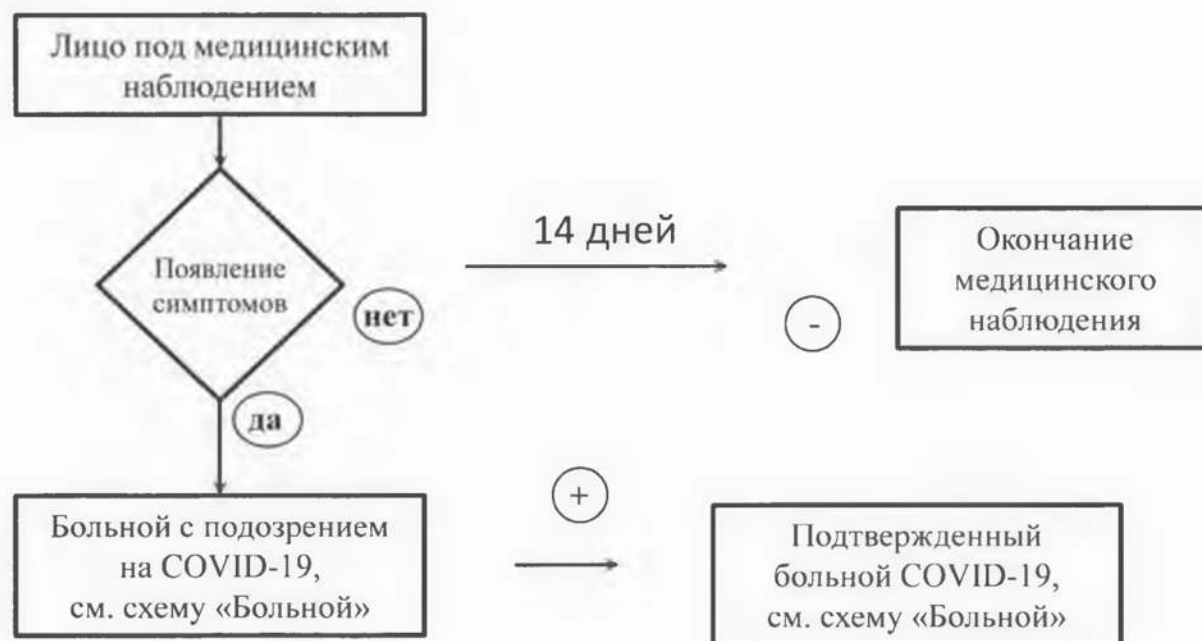 Лицо под медицинским
наблюдением
Появление
симптомов
нет
14 дней
-
Окончание
медицинского
наблюдения
да
Больной с подозрением
на COVID-19,
см. схему «Больной»
+
Подтвержденный
больной COVID-19,
см. схему «Больной»